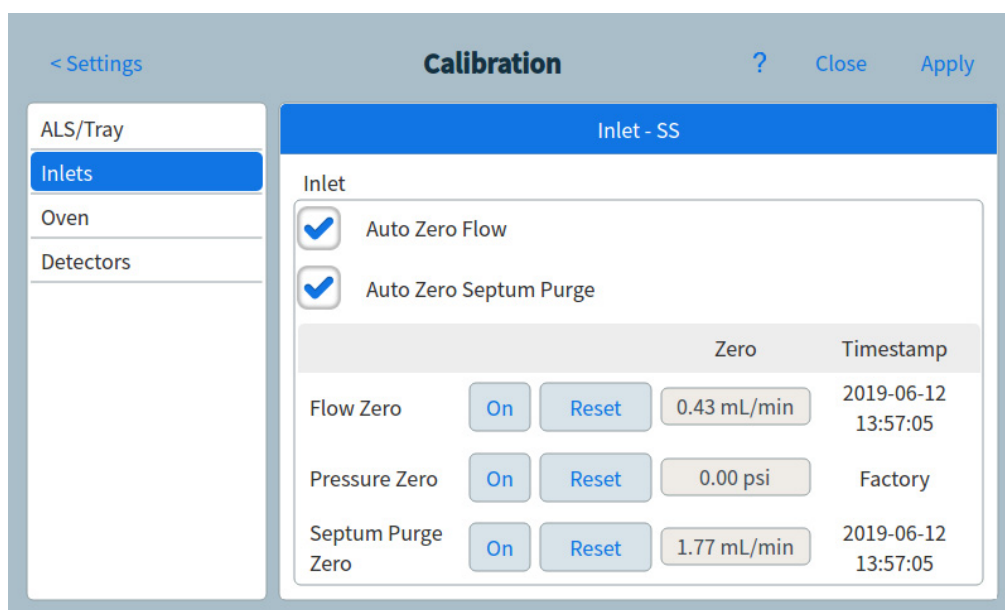 < Settings
Calibration
?
Close
Apply
ALS/Tray
Inlets
Oven
Detectors
Inlet - SS
Inlet
Auto Zero Flow
Auto Zero Septum Purge
Zero
Timestamp
Flow Zero
On
Reset
0.43 mL/min
2019-06-12
13:57:05
Pressure Zero
On
Reset
0.00 psi
Factory
Septum Purge
Zero
On
Reset
1.77 mL/min
2019-06-12
13:57:05